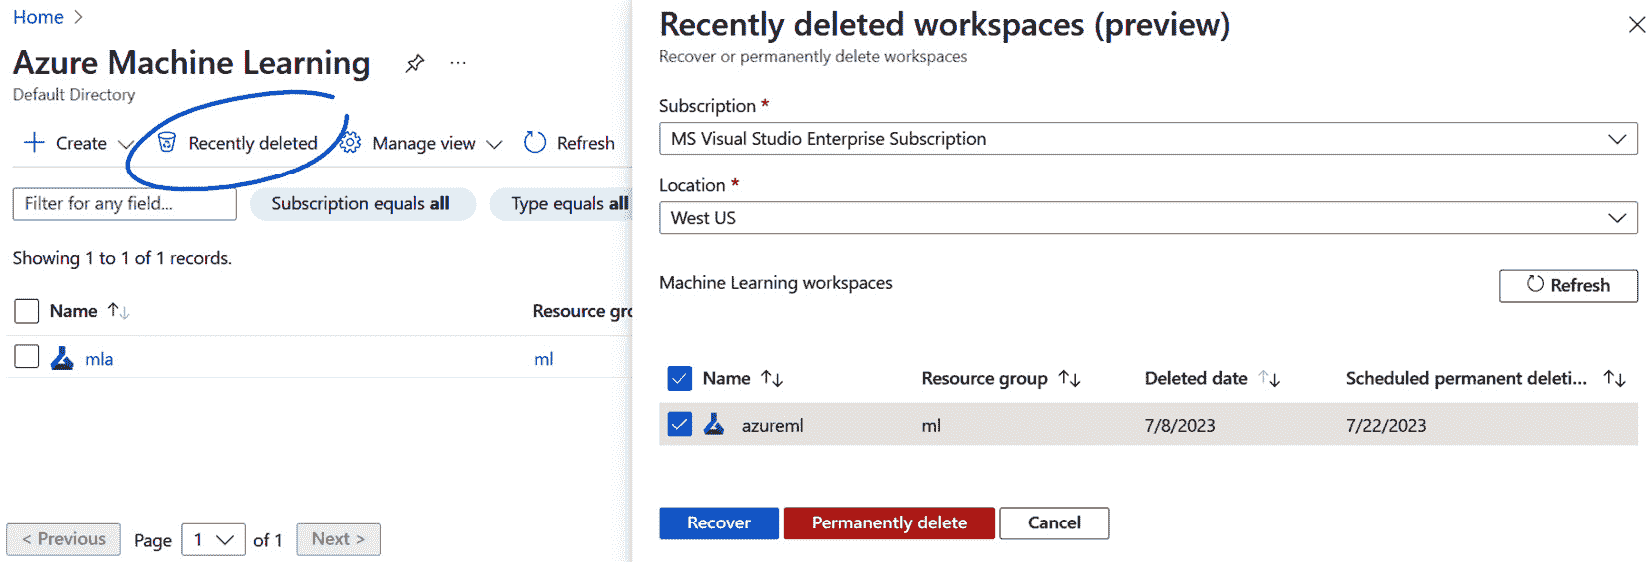 Home >
Azure Machine Learning ...
Default Directory
+ Create Recently deleted Manage view Refresh
Filter for any field... Subscription equals all Type equals all
Showing 1 to 1 of 1 records.
Name ↑↓ Resource gro
mla ml
< Previous Page 1 of 1 Next >
Recently deleted workspaces (preview)
Recover or permanently delete workspaces
Subscription *
MS Visual Studio Enterprise Subscription
Location *
West US
Machine Learning workspaces Refresh
Name ↑↓ Resource group ↑↓ Deleted date ↑↓ Scheduled permanent deleti... ↑↓
azureml ml 7/8/2023 7/22/2023
Recover Permanently delete Cancel